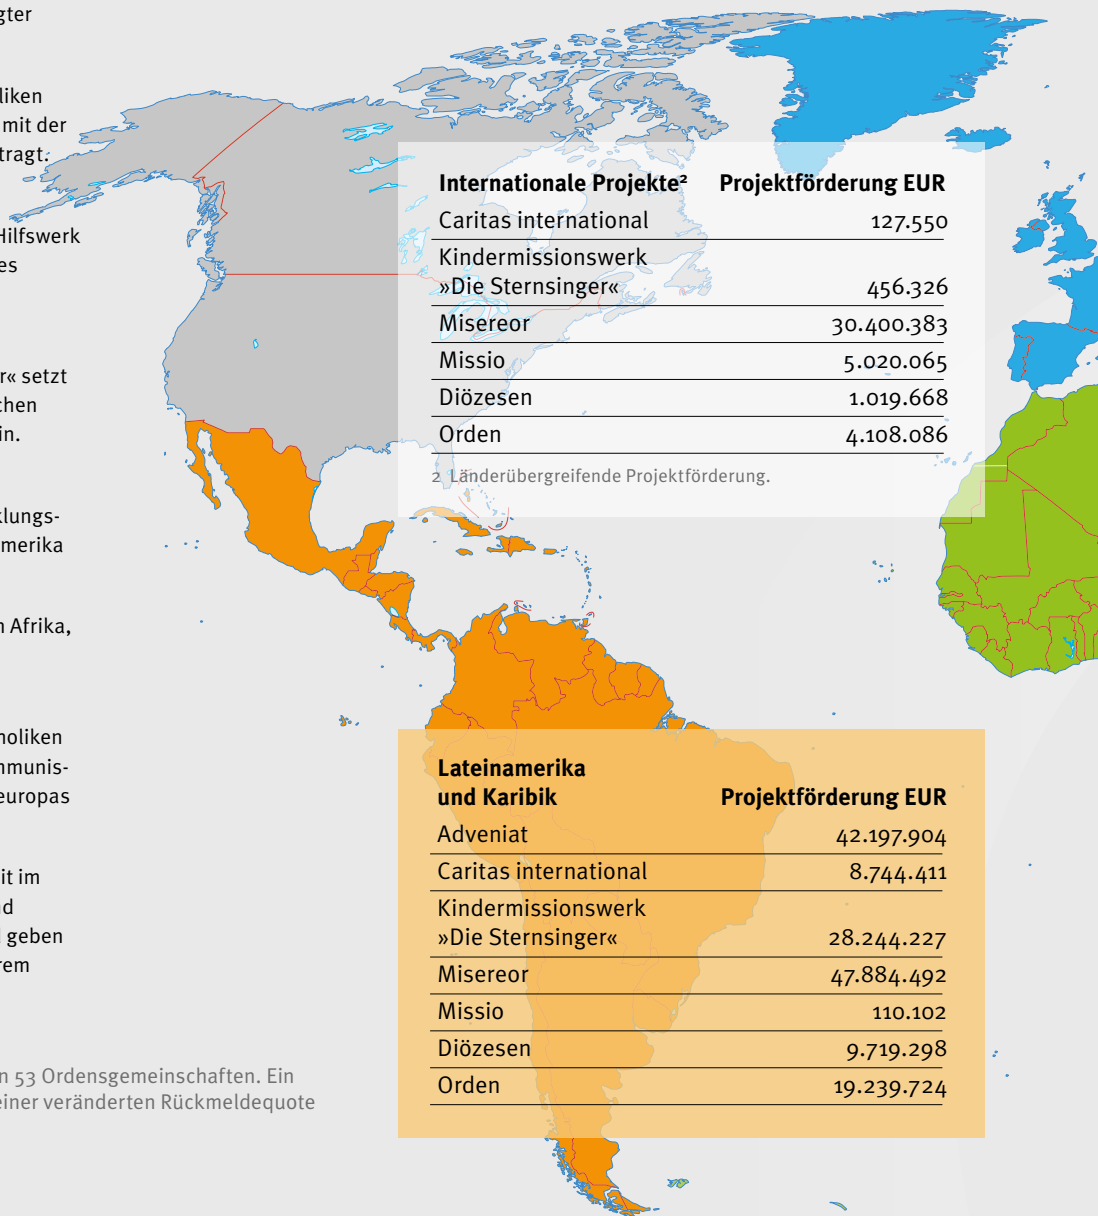 gter
liken
mit der
tragt.
Hilfswerk
es
r« setzt
chen
in.
klungs-
merika
n Afrika,
noliken
mmunis-
europas
it im
nd
l geben
rem
n 53 Ordensgemeinschaften. Ein
einer veränderten Rückmeldequote
Internationale Projekte² Projektförderung EUR
Caritas international 127.550
Kindermissionswerk
»Die Sternsinger« 456.326
Misereor 30.400.383
Missio 5.020.065
Diözesen 1.019.668
Orden 4.108.086
2 Länderübergreifende Projektförderung.
Lateinamerika
und Karibik Projektförderung EUR
Adveniat 42.197.904
Caritas international 8.744.411
Kindermissionswerk
»Die Sternsinger« 28.244.227
Misereor 47.884.492
Missio 110.102
Diözesen 9.719.298
Orden 19.239.724